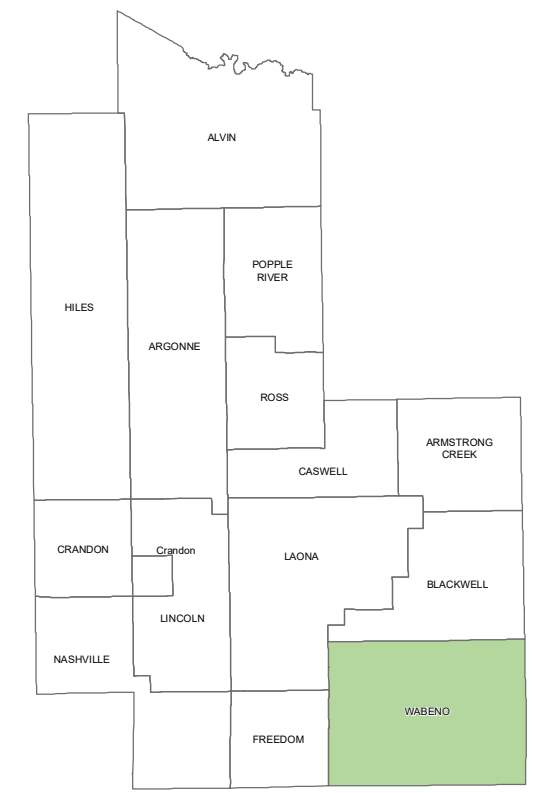 ALVIN
POPPLE
RIVER
HILES
ARGONNE
ROSS
ARMSTRONG
CREEK
CASWELL
CRANDON
Crandon
LAONA
BLACKWELL
LINCOLN
NASHVILLE
WABENO
FREEDOM